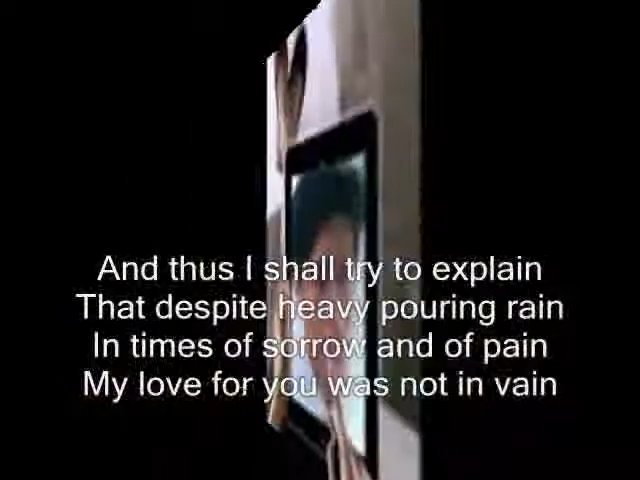 And thus I shall try to explain
That despite heavy pouring rain
In times of sorrow and of pain
My love for you was not in vain